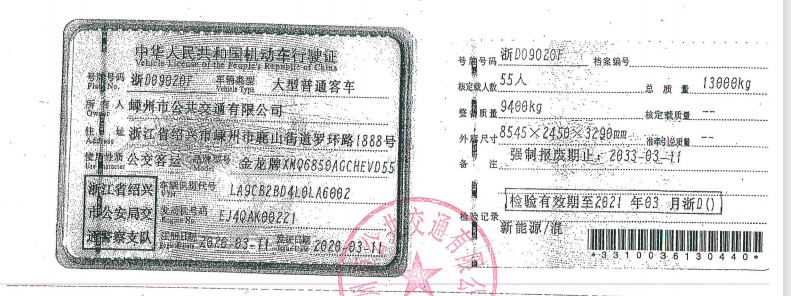 中华人民共和国机动车行驶证
Vehicle License of the People's Republic of China
号牌号码 浙D09020F 车辆类型 大型普通客车
Plate No. Vehicle Type
所有人 嵊州市公共交通有限公司
Owner
住址 浙江省绍兴市嵊州市鹿山街道罗环路1888号
Address
使用性质 公交客运 品牌型号 金龙牌XMQ6850AGCHEVD55
Use Character Model
浙江省绍兴
市公安局交
通警察支队
车辆识别代号 LA9CB2BD4L0LA6002
VIN
发动机号码 EJ4QAK00221
Engine No.
注册日期 2020-03-11 发证日期 2020-03-11
号牌号码 浙D09020F 档案编号
核定载人数 55人 总质量 13000kg
整备质量 9400kg 核定载质量 --
外廓尺寸 8545×2450×3290mm 准牵引总质量 --
备注 强制报废期止：2033-03-11
检验有效期至2021 年03 月浙D()
检验记录
新能源/混
*3310036130440*
公共交通有限公
州